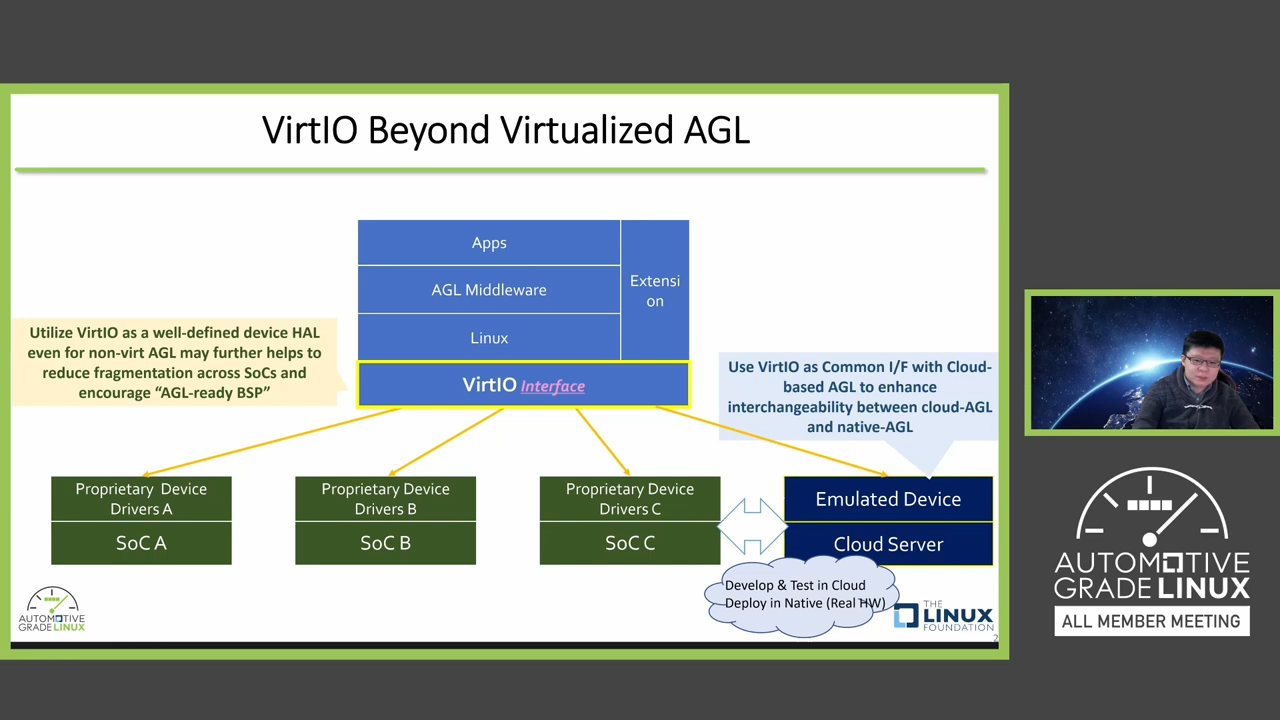 VirtIO Beyond Virtualized AGL
Apps
AGL Middleware
Linux
Extensi
on
VirtIO Interface
Utilize VirtIO as a well-defined device HAL
even for non-virt AGL may further helps to
reduce fragmentation across SoCs and
encourage “AGL-ready BSP”
Use VirtIO as Common I/F with Cloud-
based AGL to enhance
interchangeability between cloud-AGL
and native-AGL
Proprietary Device
Drivers A
SoC A
Proprietary Device
Drivers B
SoC B
Proprietary Device
Drivers C
SoC C
Emulated Device
Cloud Server
Develop & Test in Cloud
Deploy in Native (Real HW)
AUTOMOTIVE
GRADE LINUX
THE
LINUX
FOUNDATION
2
AUTOMOTIVE
GRADE LINUX
ALL MEMBER MEETING